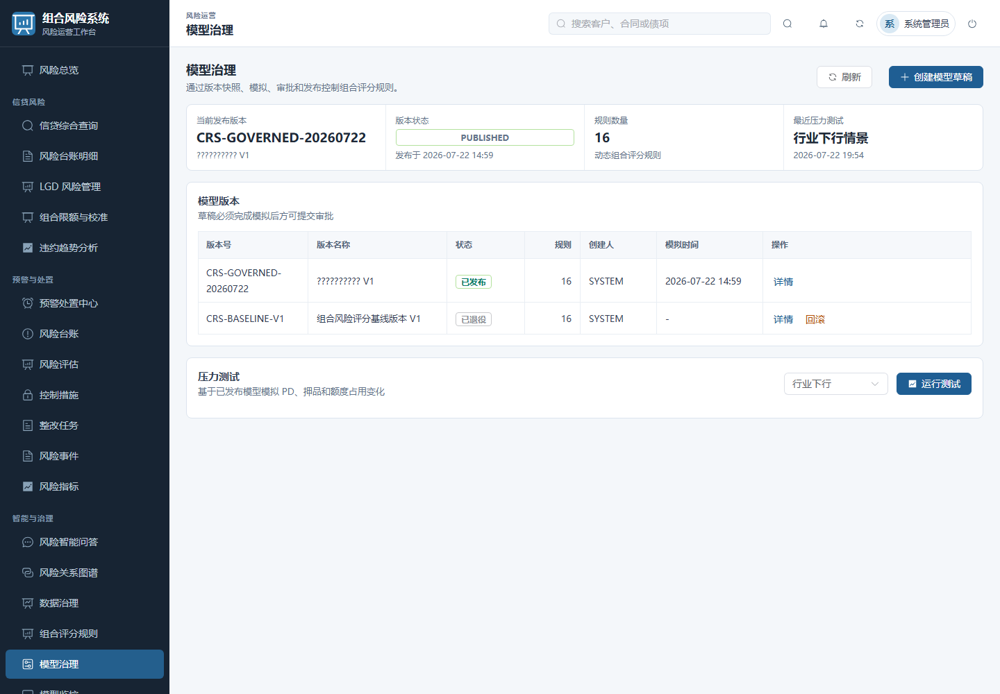 组合风险系统
风险运营工作台
风险总览
信贷风险
信贷综合查询
风险台账明细
LGD 风险管理
组合限额与校准
违约趋势分析
预警与处置
预警处置中心
风险台账
风险评估
控制措施
整改任务
风险事件
风险指标
智能与治理
风险智能问答
风险关系图谱
数据治理
组合评分规则
模型治理
模型监控
风险运营
模型治理
搜索客户、合同或债项
系 系统管理员
模型治理
通过版本快照、模拟、审批和发布控制组合评分规则。
刷新
创建模型草稿
当前发布版本
CRS-GOVERNED-20260722
?????????? V1
版本状态
PUBLISHED
发布于 2026-07-22 14:59
规则数量
16
动态组合评分规则
最近压力测试
行业下行情景
2026-07-22 19:54
模型版本
草稿必须完成模拟后方可提交审批
版本号 版本名称 状态 规则 创建人 模拟时间 操作
CRS-GOVERNED-20260722 ?????????? V1 已发布 16 SYSTEM 2026-07-22 14:59 详情
CRS-BASELINE-V1 组合风险评分基线版本 V1 已退役 16 SYSTEM - 详情 回滚
压力测试
基于已发布模型模拟 PD、押品和额度占用变化
行业下行
运行测试